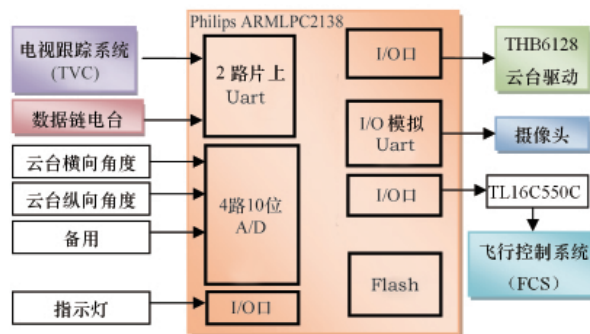 Philips ARMLPC2138
电视跟踪系统
(TVC)
数据链电台
云台横向角度
云台纵向角度
备用
指示灯
2 路片上
Uart
4路10位
A/D
I/O口
I/O口
I/O 模拟
Uart
I/O口
Flash
THB6128
云台驱动
摄像头
TL16C550C
飞行控制系统
(FCS)